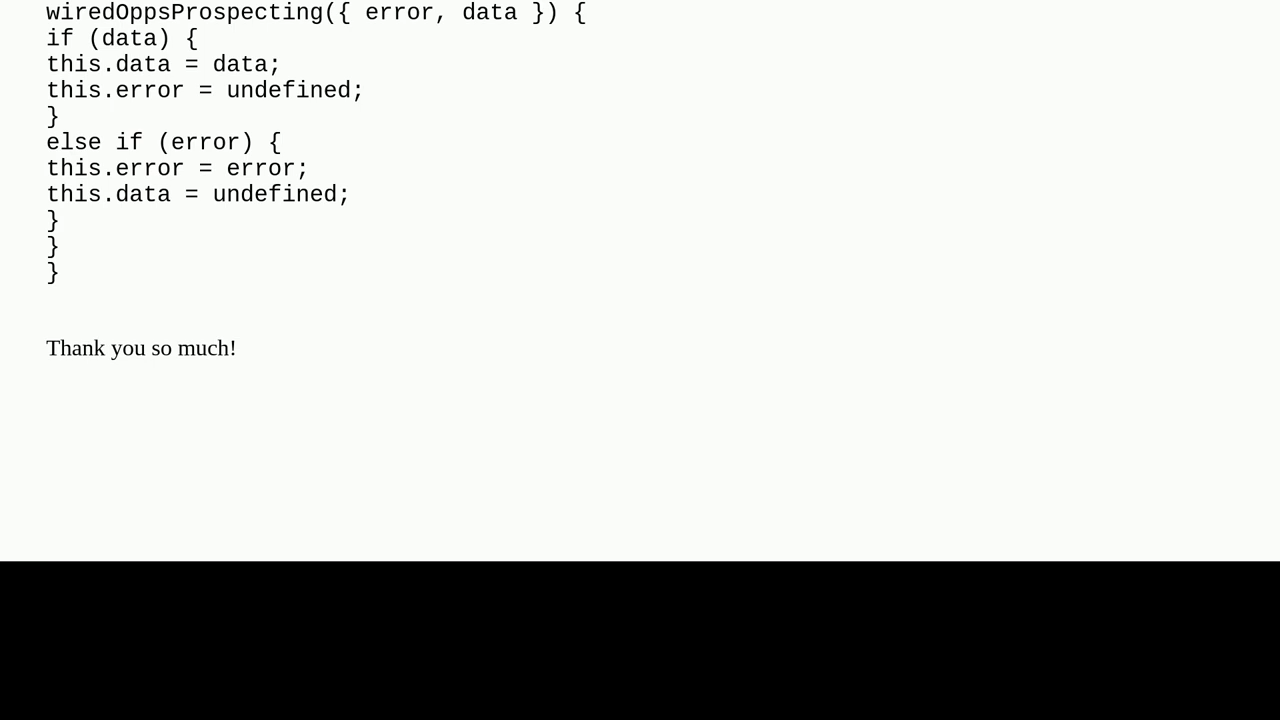 wiredOppsProspecting({ error, data }) {
if (data) {
this.data = data;
this.error = undefined;
}
else if (error) {
this.error = error;
this.data = undefined;
}
}
}
Thank you so much!